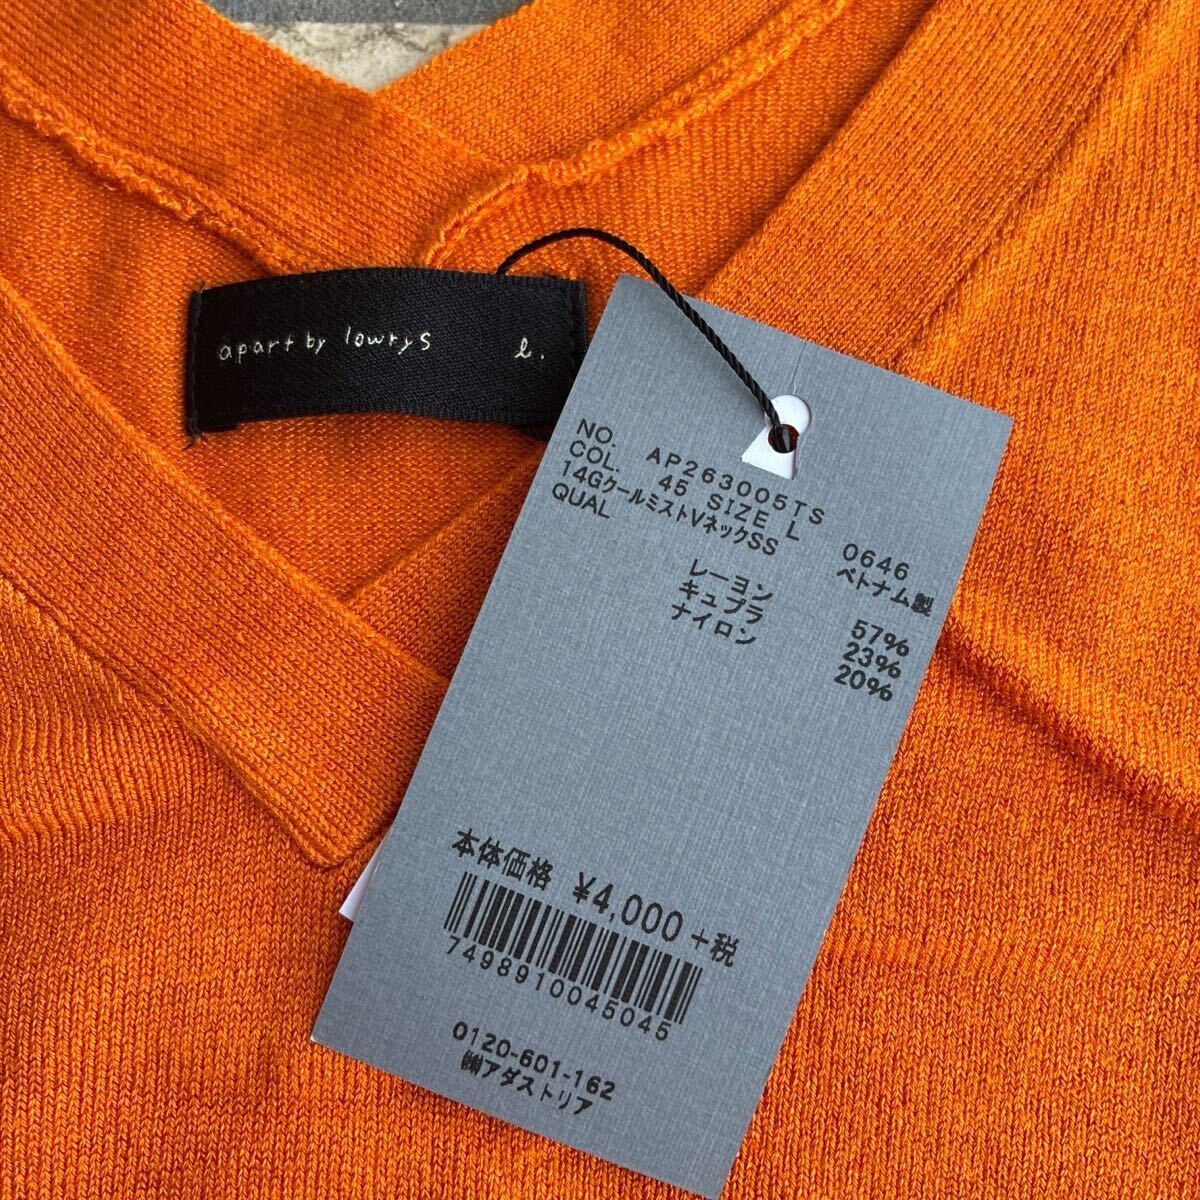 apart by lowrys l.
NO. AP263005TS
COL. 45 SIZE L 0646
14GクールミストVネックSS ベトナム製
QUAL
レーヨン 57%
キュプラ 23%
ナイロン 20%
本体価格 ¥4,000 +税
7498910045045
0120-601-162
㈱アダストリア